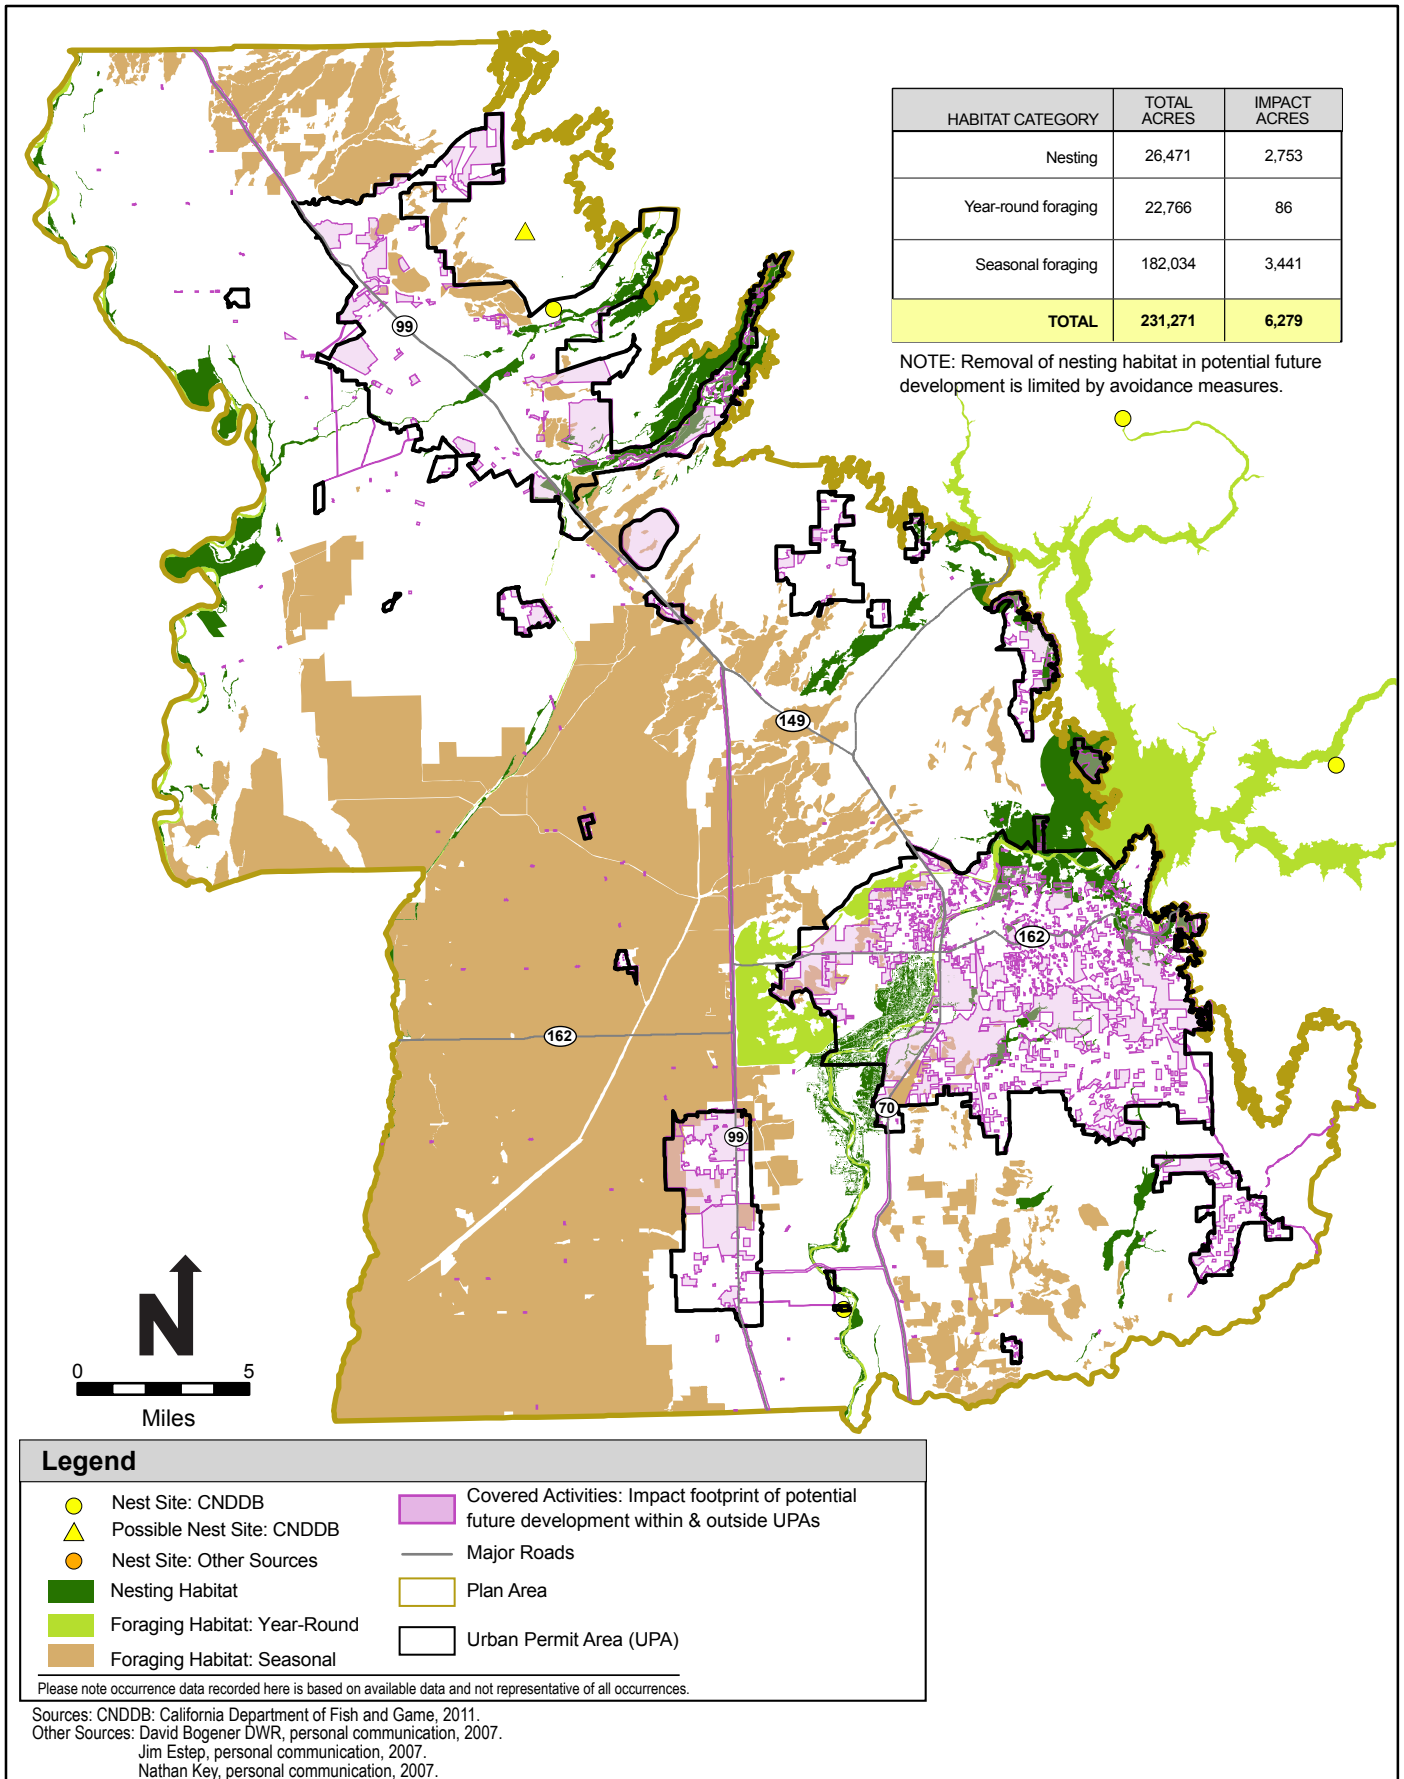 HABITAT CATEGORY TOTAL ACRES IMPACT ACRES
Nesting 26,471 2,753
Year-round foraging 22,766 86
Seasonal foraging 182,034 3,441
TOTAL 231,271 6,279
NOTE: Removal of nesting habitat in potential future
development is limited by avoidance measures.
99
149
162
162
70
99
N
0 5
Miles
Legend
Nest Site: CNDDB
Possible Nest Site: CNDDB
Nest Site: Other Sources
Nesting Habitat
Foraging Habitat: Year-Round
Foraging Habitat: Seasonal
Covered Activities: Impact footprint of potential
future development within & outside UPAs
Major Roads
Plan Area
Urban Permit Area (UPA)
Please note occurrence data recorded here is based on available data and not representative of all occurrences.
Sources: CNDDB: California Department of Fish and Game, 2011.
Other Sources: David Bogener DWR, personal communication, 2007.
Jim Estep, personal communication, 2007.
Nathan Key, personal communication, 2007.